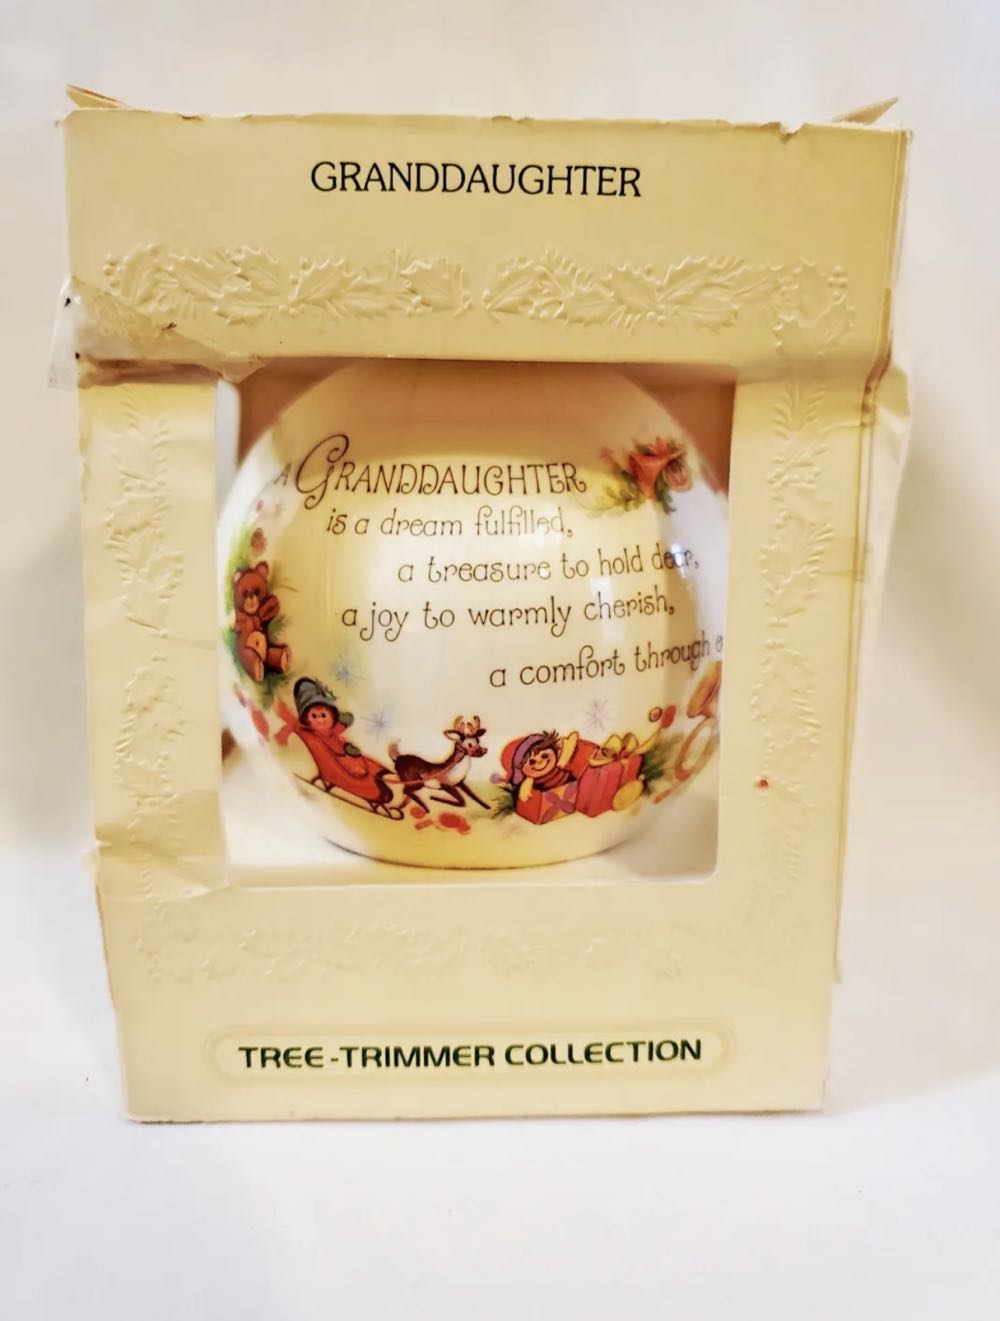 GRANDDAUGHTER
A GRANDDAUGHTER
is a dream fulfilled,
a treasure to hold dear,
a joy to warmly cherish,
a comfort through
TREE-TRIMMER COLLECTION